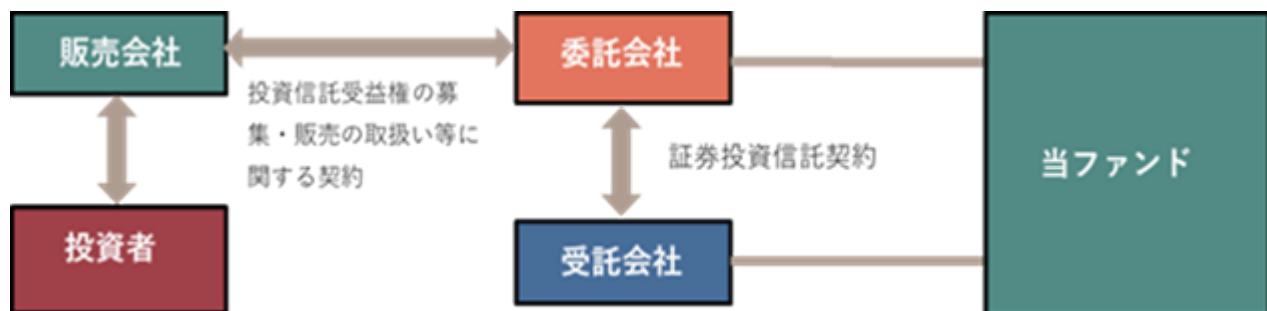 販売会社
委託会社
投資信託受益権の募
集・販売の取扱い等に
関する契約
証券投資信託契約
当ファンド
投資者
受託会社